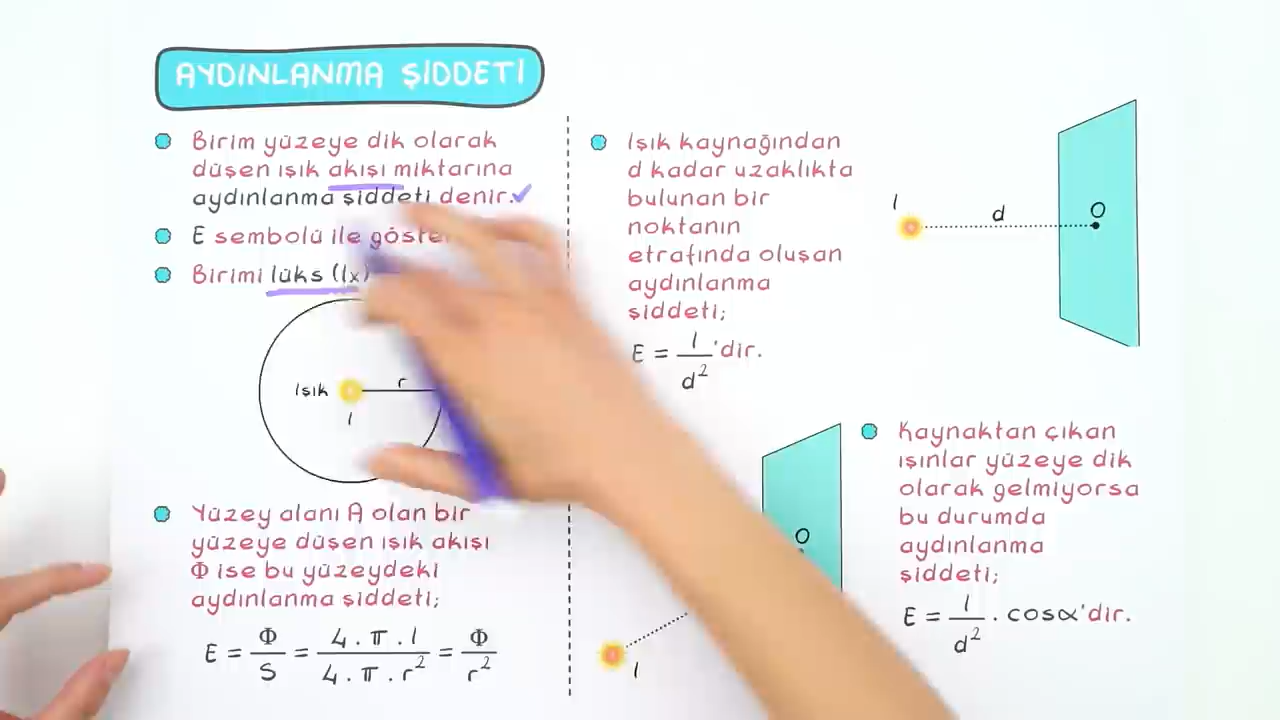 AYDINLANMA ŞİDDETİ
Birim yüzeye dik olarak
düşen ışık akışı miktarına
aydınlanma şiddeti denir.
E sembolü ile
Birimi lüks (lx)
Işık
r
I
Yüzey alanı A olan bir
yüzeye düşen ışık akışı
Φ ise bu yüzeydeki
aydınlanma şiddeti;
E = Φ/S = 4.π.I/4.π.r² = Φ/r²
Işık kaynağından
d kadar uzaklıkta
bulunan bir
noktanın
etrafında oluşan
aydınlanma
şiddeti;
E = I/d² 'dir.
I
d
O
O
I
Kaynaktan çıkan
ışınlar yüzeye dik
olarak gelmiyorsa
bu durumda
aydınlanma
şiddeti;
E = I/d² . cosα'dir.